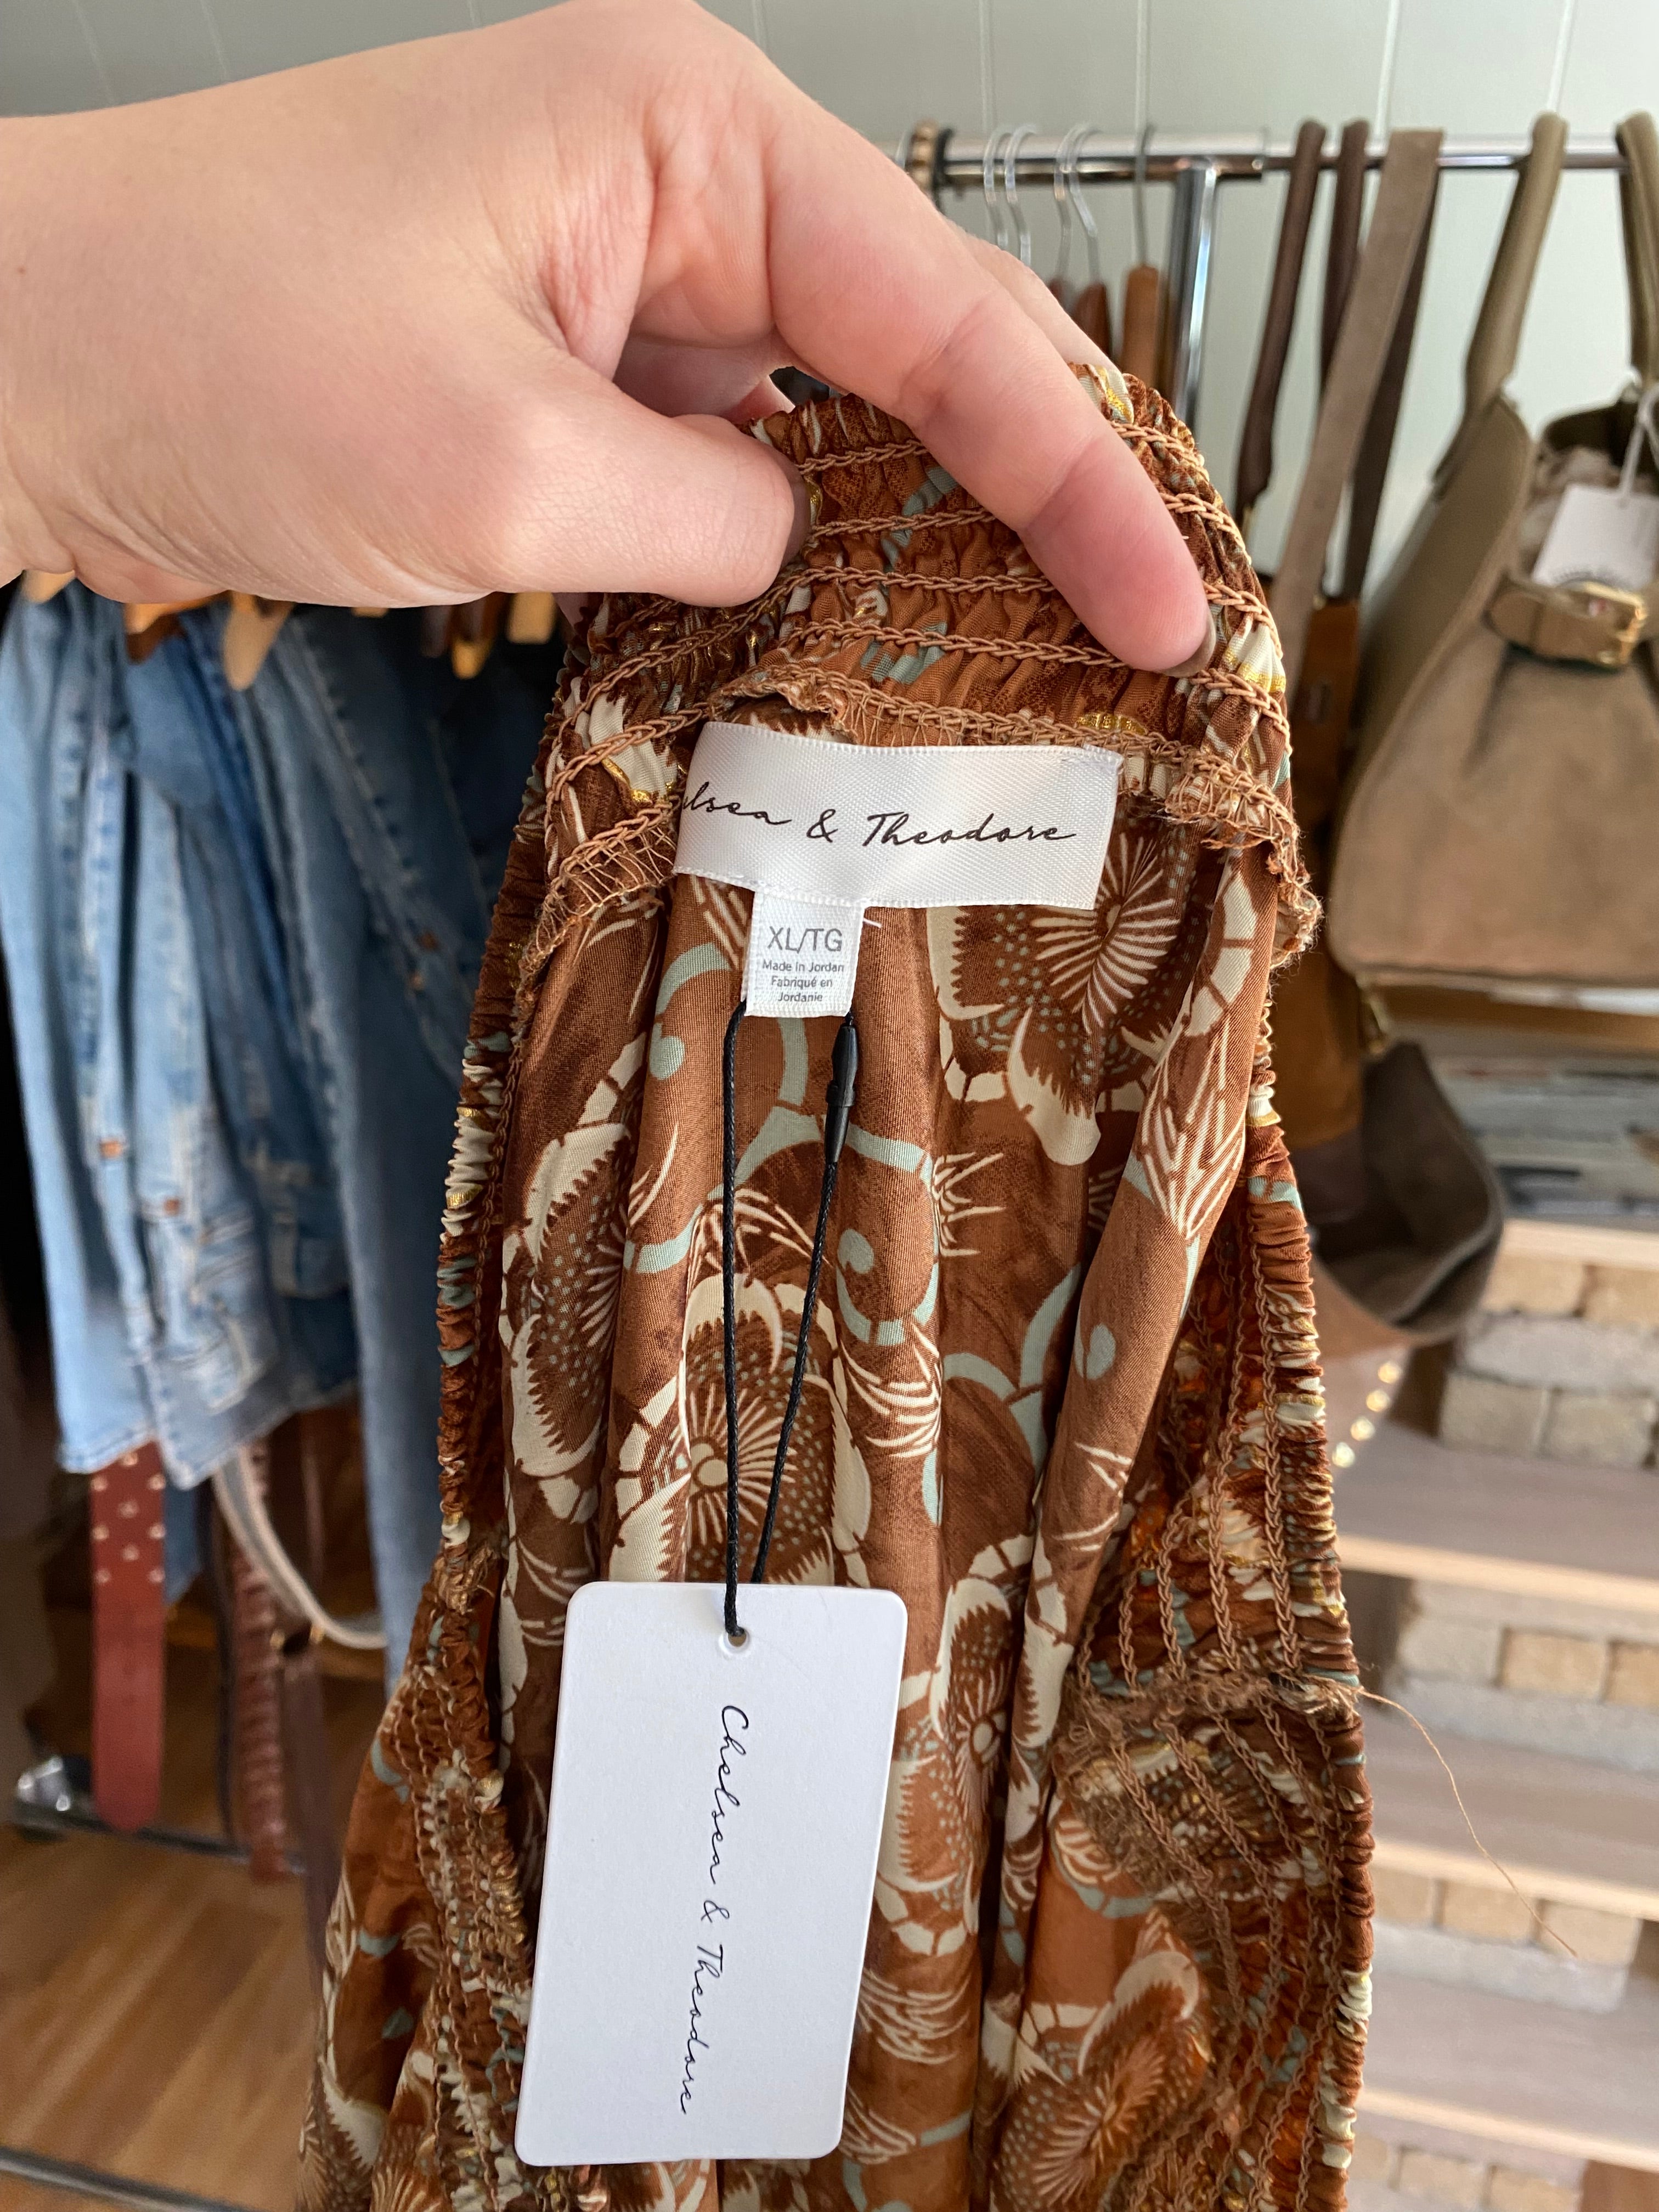 lsea & Theodore
XL/TG
Made in Jordan
Fabriqué en
Jordanie
Chelsea & Theodore